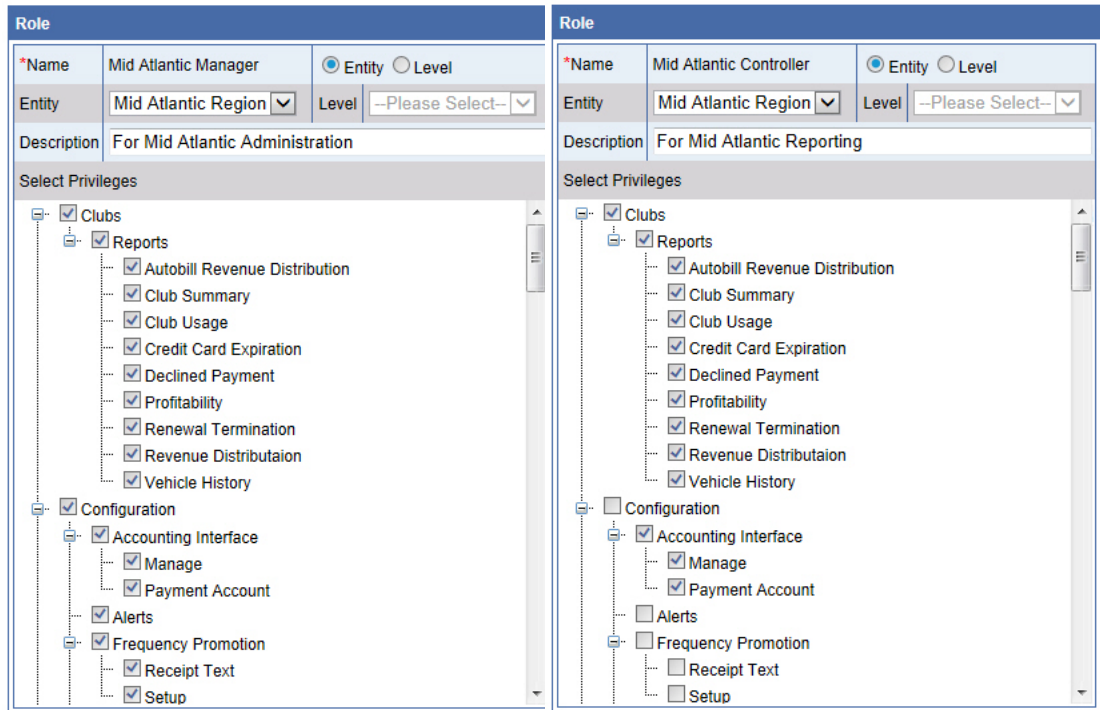 Role
*Name Mid Atlantic Manager Entity Level
Entity Mid Atlantic Region Level --Please Select--
Description For Mid Atlantic Administration
Select Privileges
Clubs
Reports
Autobill Revenue Distribution
Club Summary
Club Usage
Credit Card Expiration
Declined Payment
Profitability
Renewal Termination
Revenue Distributaion
Vehicle History
Configuration
Accounting Interface
Manage
Payment Account
Alerts
Frequency Promotion
Receipt Text
Setup
Role
*Name Mid Atlantic Controller Entity Level
Entity Mid Atlantic Region Level --Please Select--
Description For Mid Atlantic Reporting
Select Privileges
Clubs
Reports
Autobill Revenue Distribution
Club Summary
Club Usage
Credit Card Expiration
Declined Payment
Profitability
Renewal Termination
Revenue Distributaion
Vehicle History
Configuration
Accounting Interface
Manage
Payment Account
Alerts
Frequency Promotion
Receipt Text
Setup